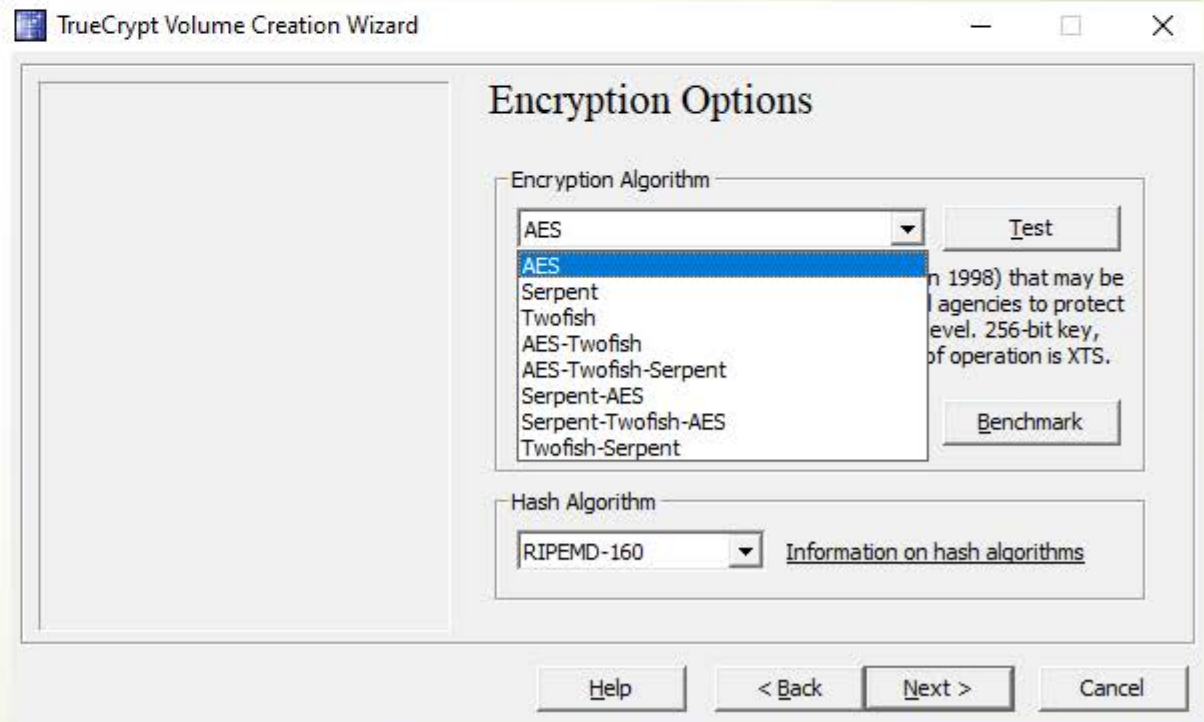 TrueCrypt Volume Creation Wizard
Encryption Options
Encryption Algorithm
AES
Test
AES
Serpent
Twofish
AES-Twofish
AES-Twofish-Serpent
Serpent-AES
Serpent-Twofish-AES
Twofish-Serpent
n 1998) that may be
agencies to protect
evel. 256-bit key,
of operation is XTS.
Benchmark
Hash Algorithm
RIPEMD-160
Information on hash algorithms
Help
< Back
Next >
Cancel